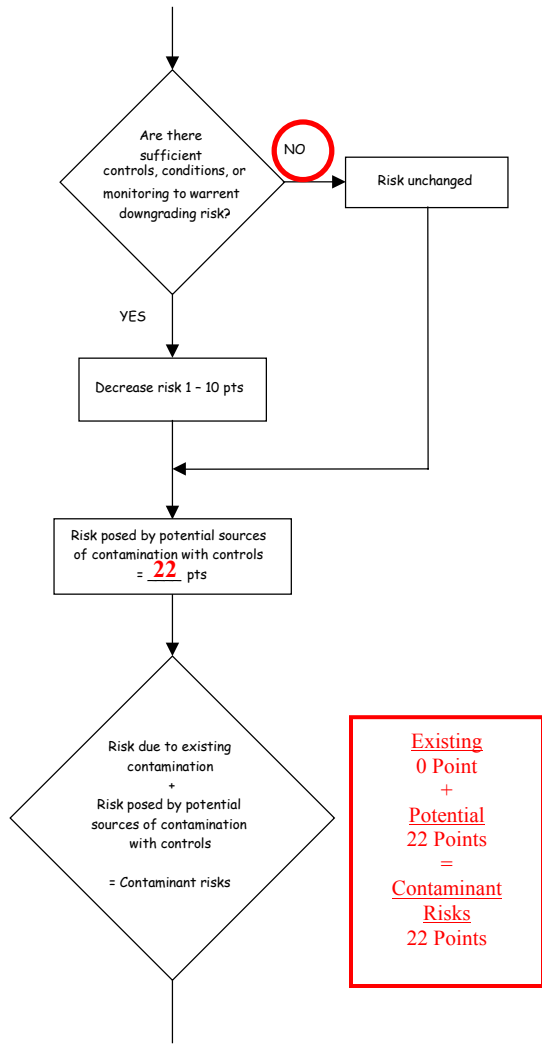 Are there
sufficient
controls, conditions, or
monitoring to warrent
downgrading risk?
NO
Risk unchanged
YES
Decrease risk 1 – 10 pts
Risk posed by potential sources
of contamination with controls
= 22 pts
Risk due to existing
contamination
+
Risk posed by potential
sources of contamination
with controls
= Contaminant risks
Existing
0 Point
+
Potential
22 Points
=
Contaminant
Risks
22 Points